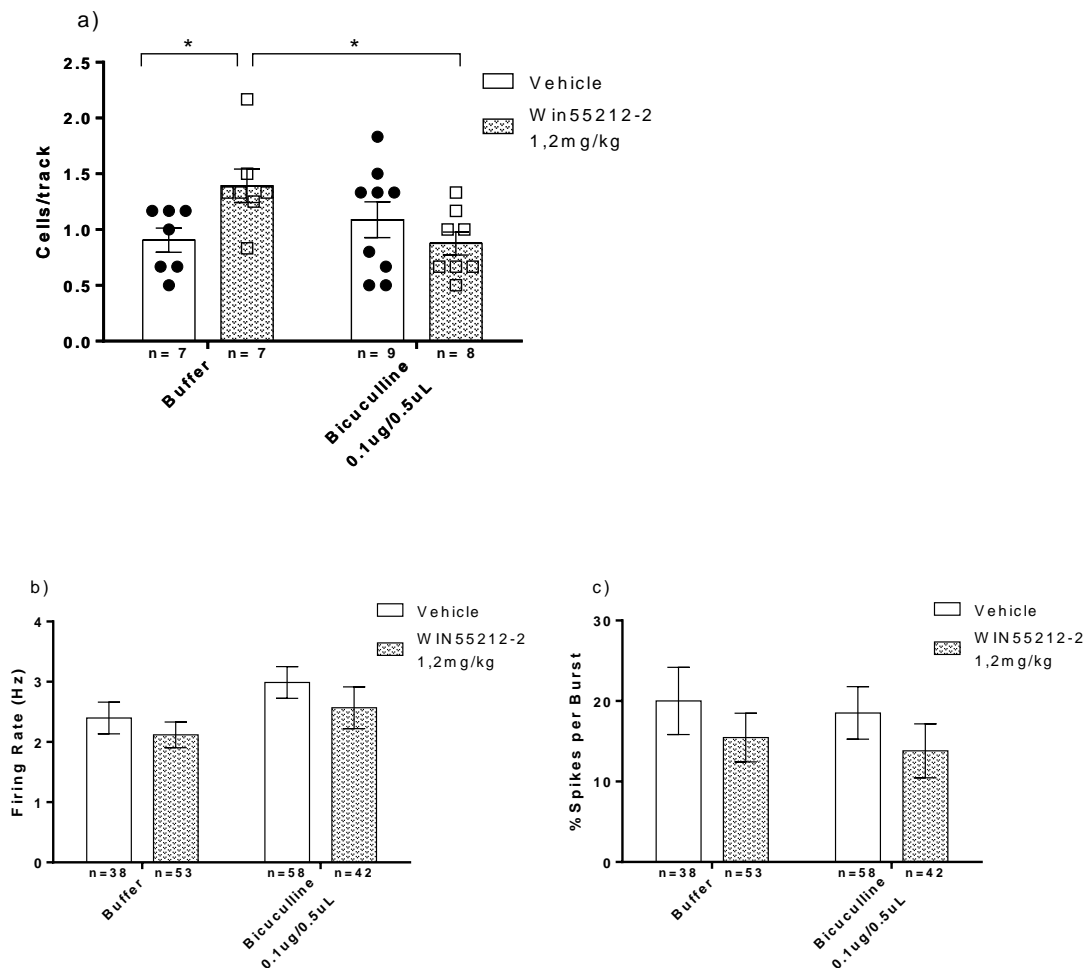 a)
*
*
2.5
2.0
1.5
1.0
0.5
0.0
Cells/track
Vehicle
Win55212-2
1,2mg/kg
n= 7
n= 7
n= 9
n= 8
Buffer
Bicuculline
0.1ug/0.5uL
b)
4
3
2
1
0
Firing Rate (Hz)
Vehicle
WIN55212-2
1,2mg/kg
n=38
n=53
n=58
n=42
Buffer
Bicuculline
0.1ug/0.5uL
c)
30
20
10
0
%Spikes per Burst
Vehicle
WIN55212-2
1,2mg/kg
n=38
n=53
n=58
n=42
Buffer
Bicuculline
0.1ug/0.5uL